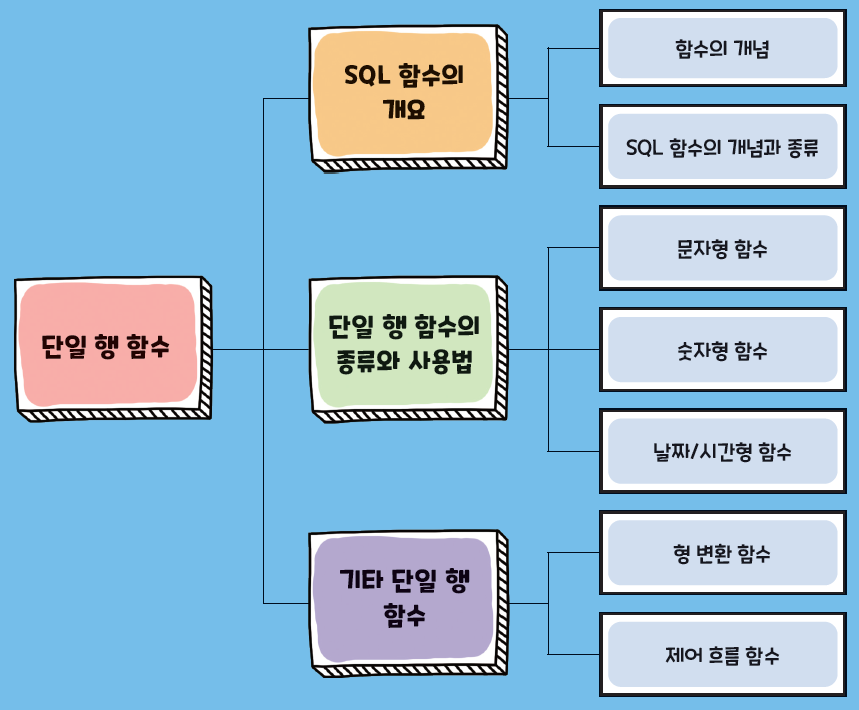 단일 행 함수
SQL 함수의
개요
함수의 개념
SQL 함수의 개념과 종류
단일 행 함수의
종류와 사용법
문자형 함수
숫자형 함수
날짜/시간형 함수
기타 단일 행
함수
형 변환 함수
제어 흐름 함수